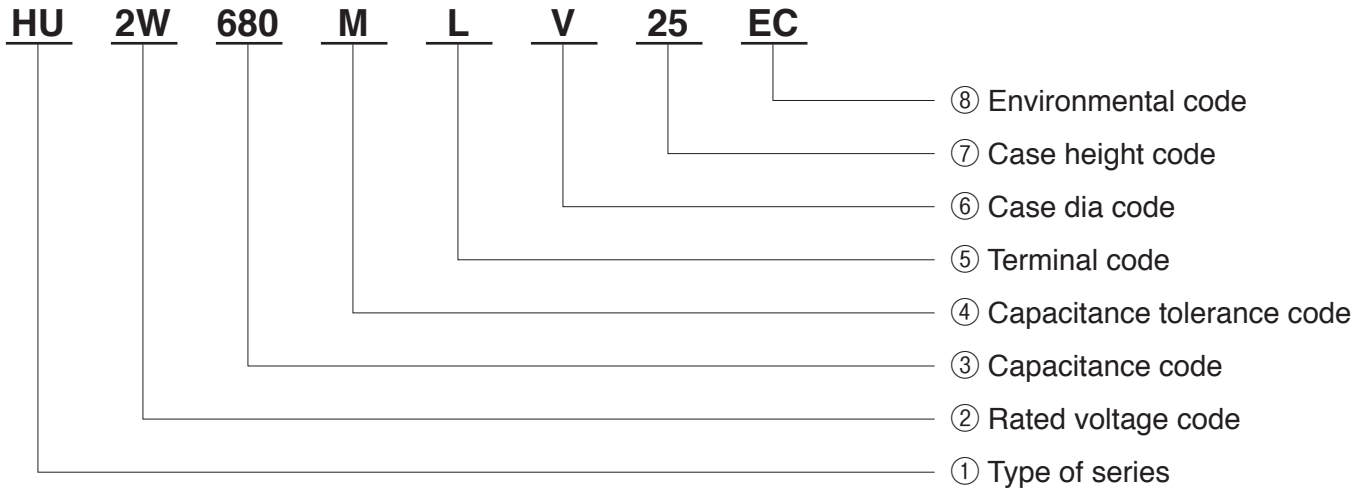 HU 2W 680 M L V 25 EC
⑧ Environmental code
⑦ Case height code
⑥ Case dia code
⑤ Terminal code
④ Capacitance tolerance code
③ Capacitance code
② Rated voltage code
① Type of series